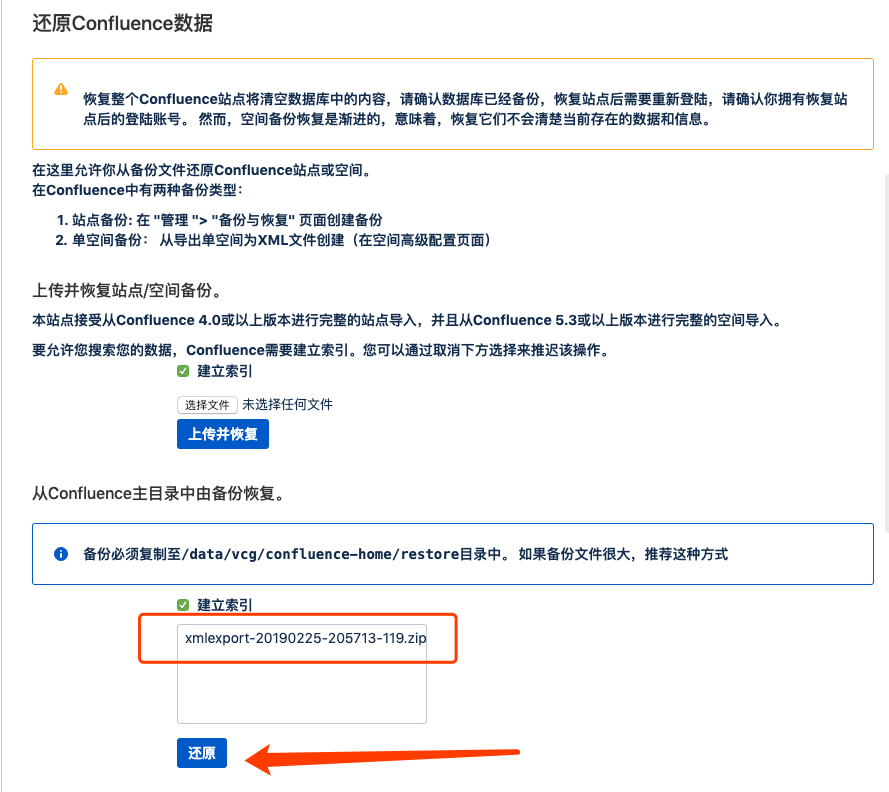 还原Confluence数据
恢复整个Confluence站点将清空数据库中的内容，请确认数据库已经备份，恢复站点后需要重新登陆，请确认你拥有恢复站
点后的登陆账号。 然而，空间备份恢复是渐进的，意味着，恢复它们不会清楚当前存在的数据和信息。
在这里允许你从备份文件还原Confluence站点或空间。
在Confluence中有两种备份类型：
1. 站点备份: 在 "管理 "> "备份与恢复" 页面创建备份
2. 单空间备份： 从导出单空间为XML文件创建（在空间高级配置页面）
上传并恢复站点/空间备份。
本站点接受从Confluence 4.0或以上版本进行完整的站点导入，并且从Confluence 5.3或以上版本进行完整的空间导入。
要允许您搜索您的数据，Confluence需要建立索引。您可以通过取消下方选择来推迟该操作。
建立索引
选择文件 未选择任何文件
上传并恢复
从Confluence主目录中由备份恢复。
备份必须复制至/data/vcg/confluence-home/restore目录中。 如果备份文件很大，推荐这种方式
建立索引
xmlexport-20190225-205713-119.zip
还原